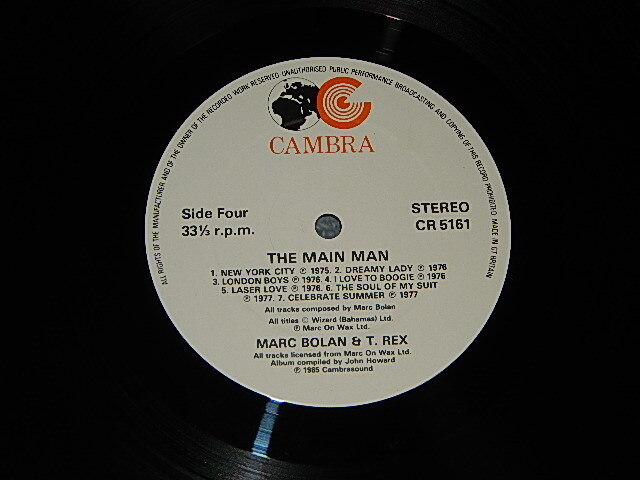 ALL RIGHTS OF THE MANUFACTURER AND OF THE OWNER OF THE RECORDED WORK RESERVED UNAUTHORISED PUBLIC PERFORMANCE BROADCASTING AND COPYING OF THIS RECORD PROHIBITED MADE IN GT BRITAIN
CAMBRA
Side Four
33⅓ r.p.m.
STEREO
CR 5161
THE MAIN MAN
1. NEW YORK CITY ℗ 1975. 2. DREAMY LADY ℗ 1976
3. LONDON BOYS ℗ 1976. 4. I LOVE TO BOOGIE ℗ 1976
5. LASER LOVE ℗ 1976. 6. THE SOUL OF MY SUIT
℗ 1977. 7. CELEBRATE SUMMER ℗ 1977
All tracks composed by Marc Bolan
All titles © Wizard (Bahamas) Ltd.
℗ Marc On Wax Ltd.
MARC BOLAN & T. REX
All tracks licensed from Marc On Wax Ltd.
Album compiled by John Howard
℗ 1985 Cambrasound